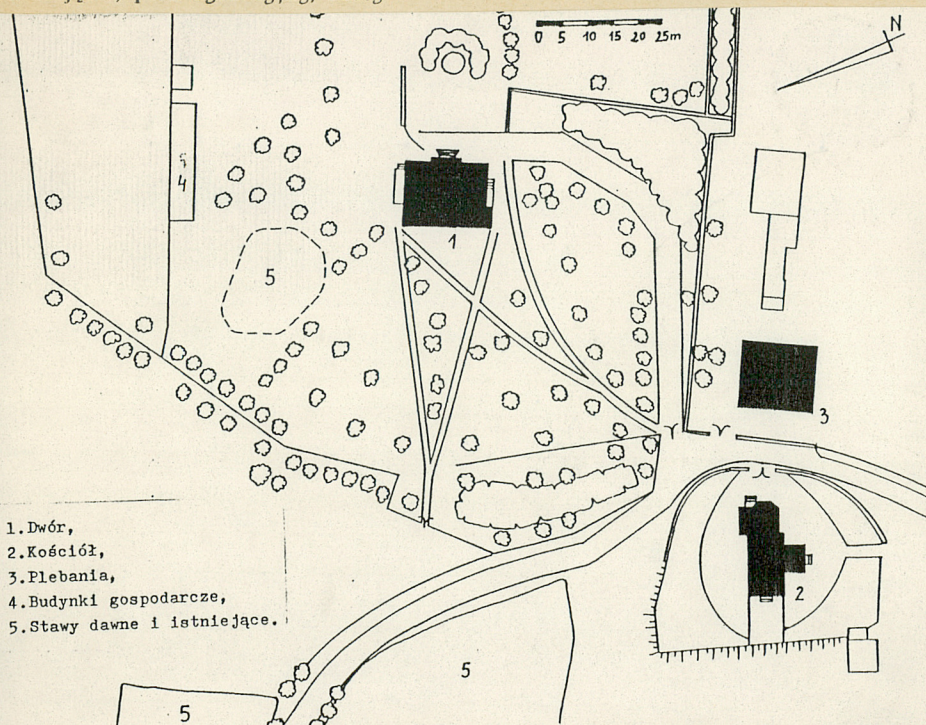 0 5 10 15 20 25m
N
4
5
1
3
2
5
5
1.Dwór,
2.Kościół,
3.Plebania,
4.Budynki gospodarcze,
5.Stawy dawne i istniejące.